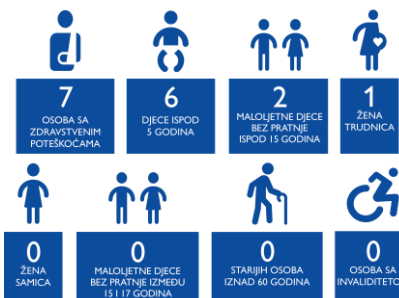 7
OSOBA SA
ZDRAVSTVENIM
POTEŠKOĆAMA
6
DJECE ISPOD
5 GODINA
2
MALOLJETNE DJECE
BEZ PRATNJE
ISPOD 15 GODINA
1
ŽENA
TRUDNICA
0
ŽENA
SAMICA
0
MALOLJETNE DJECE
BEZ PRATNJE IZMEĐU
15 I 17 GODINA
0
STARIJIH OSOBA
IZNAD 60 GODINA
0
OSOBA SA
INVALIDITETO